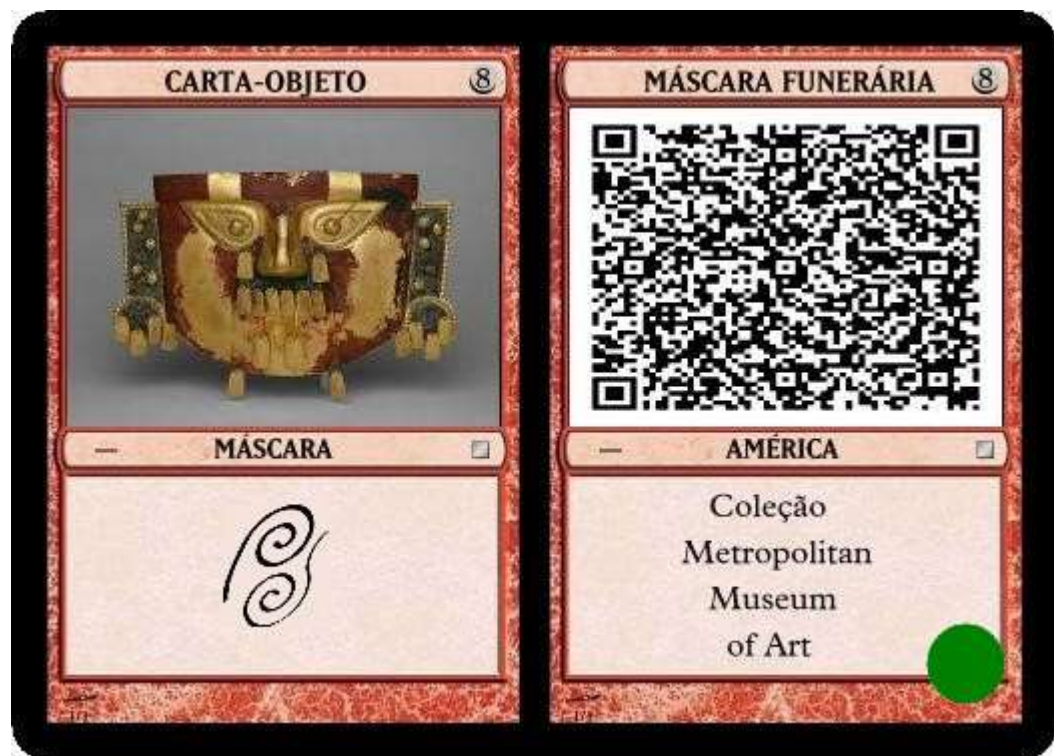 CARTA-OBJETO 8
MÁSCARA
MÁSCARA FUNERÁRIA 8
AMÉRICA
Coleção
Metropolitan
Museum
of Art